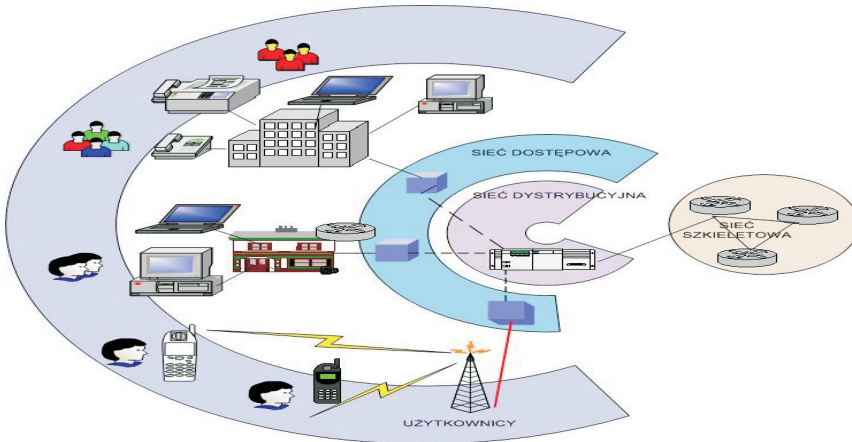 SIEĆ DOSTĘPOWA
SIEĆ DYSTRYBUCYJNA
SIEĆ
SZKIELETOWA
UŻYTKOWNICY